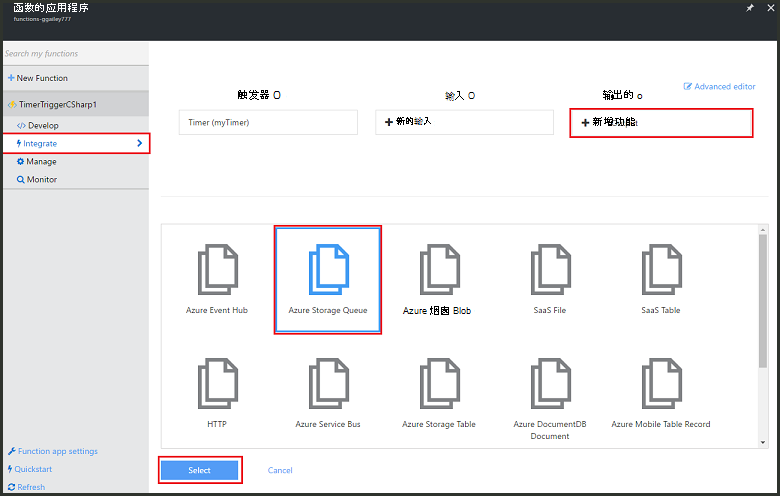 函数的应用程序
functions-ggailey777
Search my functions
New Function
TimerTriggerCSharp1
</> Develop
Integrate
Manage
Monitor
Function app settings
Quickstart
Refresh
Advanced editor
触发器 O
输入 O
输出的 o
Timer (myTimer)
+ 新的输入
+ 新增功能
Azure Event Hub
Azure Storage Queue
Azure 烟囱 Blob
SaaS File
SaaS Table
HTTP
Azure Service Bus
Azure Storage Table
Azure DocumentDB
Document
Azure Mobile Table Record
Select
Cancel